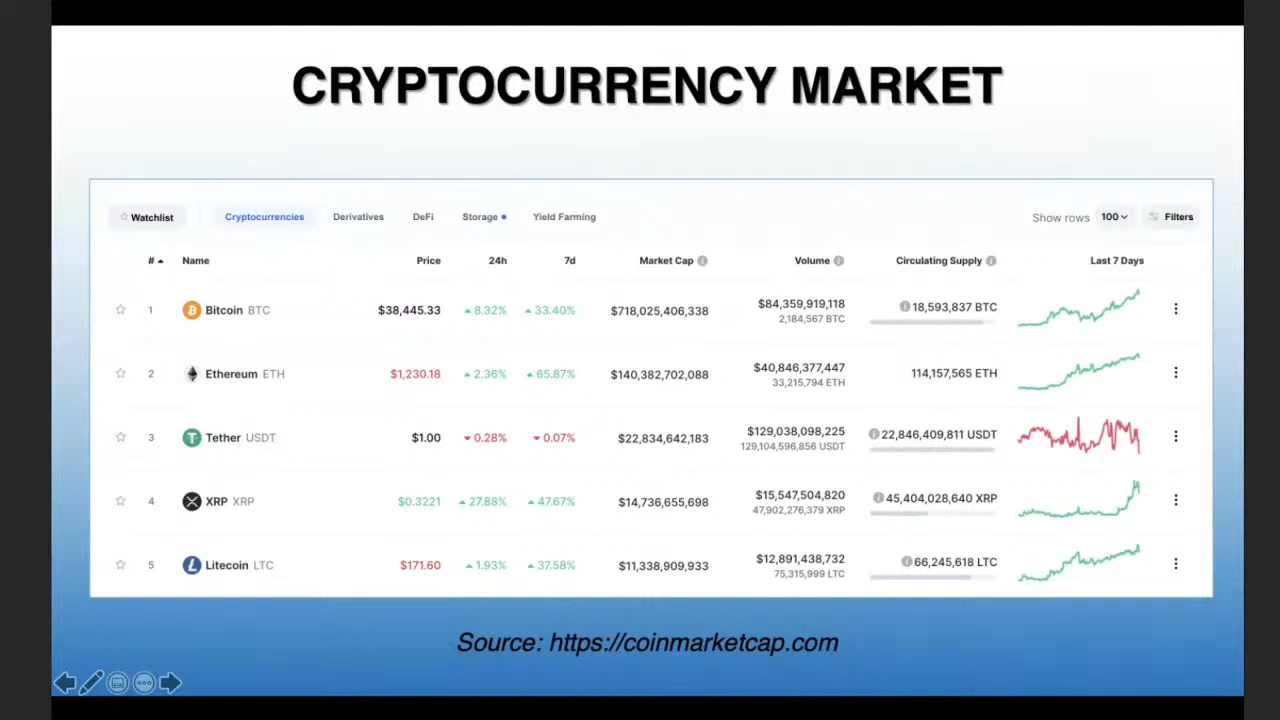 CRYPTOCURRENCY MARKET
Watchlist Cryptocurrencies Derivatives DeFi Storage Yield Farming Show rows 100 Filters
# Name Price 24h 7d Market Cap Volume Circulating Supply Last 7 Days
1 Bitcoin BTC $38,445.33 8.32% 33.40% $718,025,406,338 $84,359,919,118 18,593,837 BTC
2,184,567 BTC
2 Ethereum ETH $1,230.18 2.36% 65.87% $140,382,702,088 $40,846,377,447 114,157,565 ETH
33,215,794 ETH
3 Tether USDT $1.00 0.28% 0.07% $22,834,642,183 $129,038,098,225 22,846,409,811 USDT
129,104,596,856 USDT
4 XRP XRP $0.3221 27.88% 47.67% $14,736,655,698 $15,547,504,820 45,404,028,640 XRP
47,902,276,379 XRP
5 Litecoin LTC $171.60 1.93% 37.58% $11,338,909,933 $12,891,438,732 66,245,618 LTC
75,315,999 LTC
Source: https://coinmarketcap.com